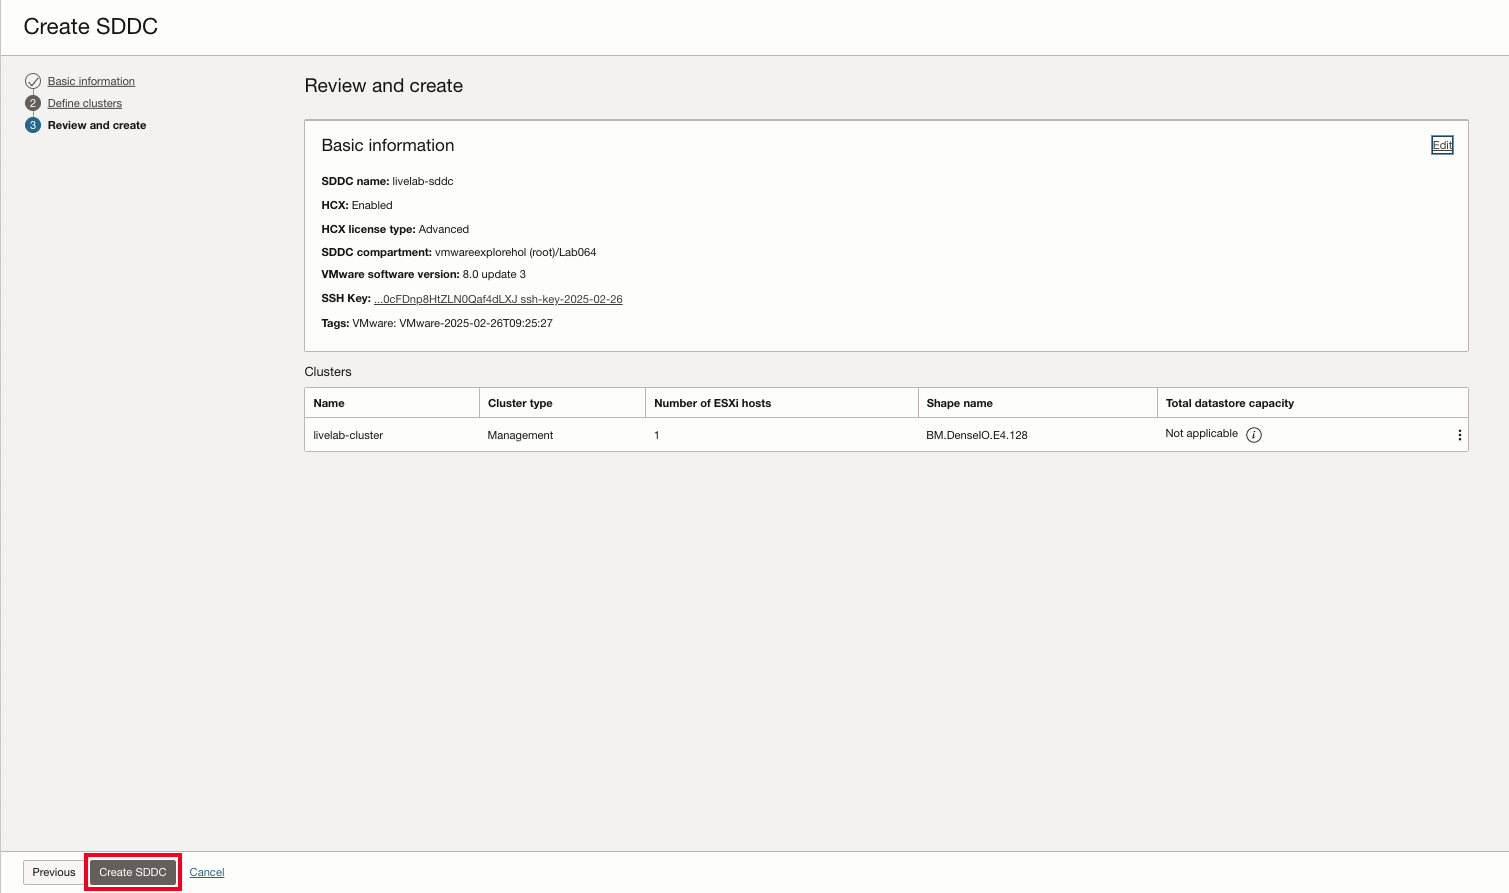 Create SDDC
Basic information
2 Define clusters
3 Review and create
Review and create
Basic information
Edit
SDDC name: livelab-sddc
HCX: Enabled
HCX license type: Advanced
SDDC compartment: vmwareexplorehol (root)/Lab064
VMware software version: 8.0 update 3
SSH Key: ...0cFDnp8HtZLN0Qaf4dLXJ ssh-key-2025-02-26
Tags: VMware: VMware-2025-02-26T09:25:27
Clusters
Name Cluster type Number of ESXi hosts Shape name Total datastore capacity
livelab-cluster Management 1 BM.DenseIO.E4.128 Not applicable i
Previous Create SDDC Cancel